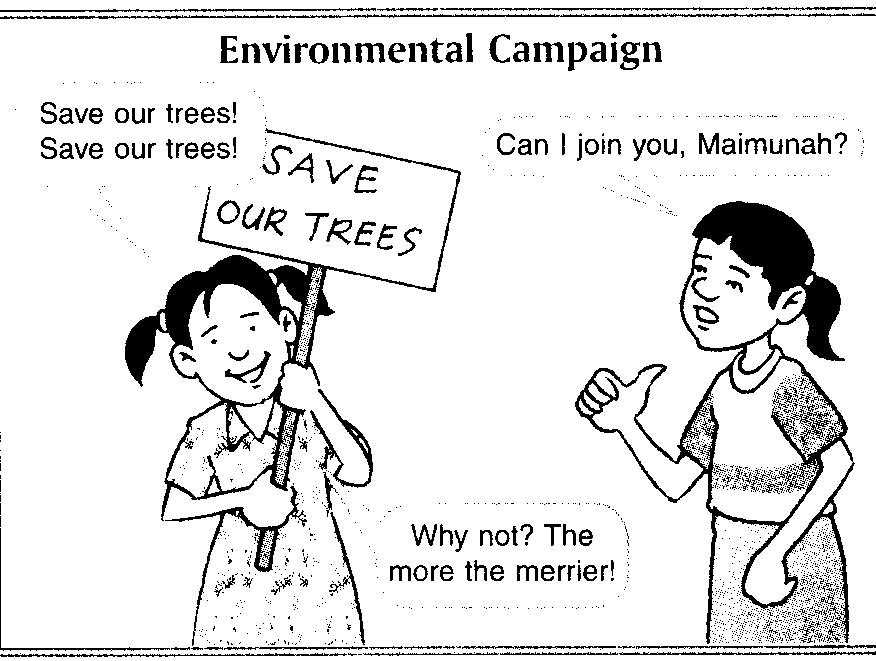 Environmental Campaign
Save our trees!
Save our trees!
SAVE
OUR TREES
Can I join you, Maimunah?
Why not? The
more the merrier!